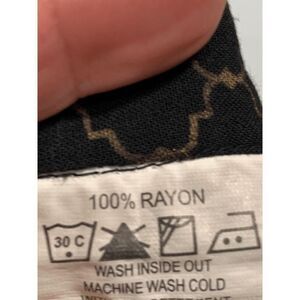 100% RAYON
30 C
WASH INSIDE OUT
MACHINE WASH COLD